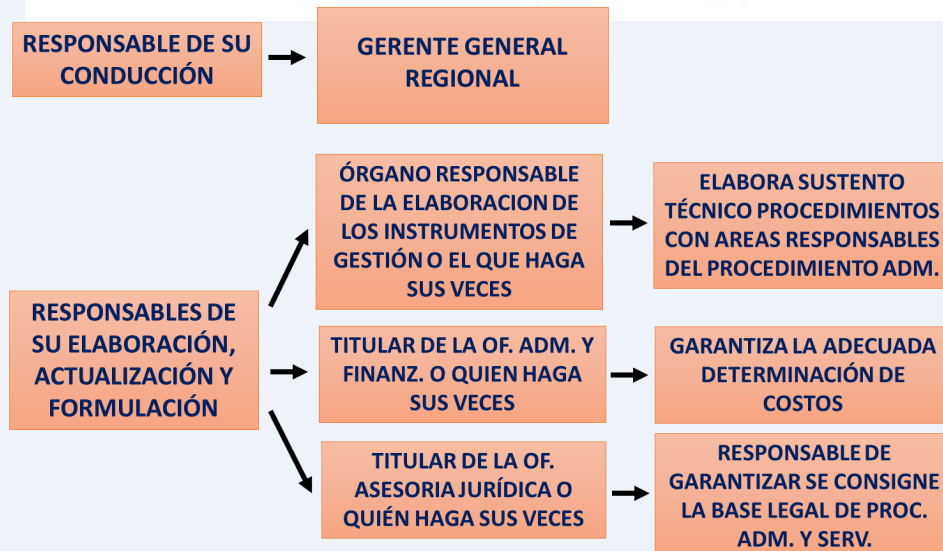 RESPONSABLE DE SU
CONDUCCIÓN
GERENTE GENERAL
REGIONAL
RESPONSABLES DE
SU ELABORACIÓN,
ACTUALIZACIÓN Y
FORMULACIÓN
ÓRGANO RESPONSABLE
DE LA ELABORACION DE
LOS INSTRUMENTOS DE
GESTIÓN O EL QUE HAGA
SUS VECES
ELABORA SUSTENTO
TÉCNICO PROCEDIMIENTOS
CON AREAS RESPONSABLES
DEL PROCEDIMIENTO ADM.
TITULAR DE LA OF. ADM. Y
FINANZ. O QUIEN HAGA
SUS VECES
GARANTIZA LA ADECUADA
DETERMINACIÓN DE
COSTOS
TITULAR DE LA OF.
ASESORIA JURÍDICA O
QUIÉN HAGA SUS VECES
RESPONSABLE DE
GARANTIZAR SE CONSIGNE
LA BASE LEGAL DE PROC.
ADM. Y SERV.